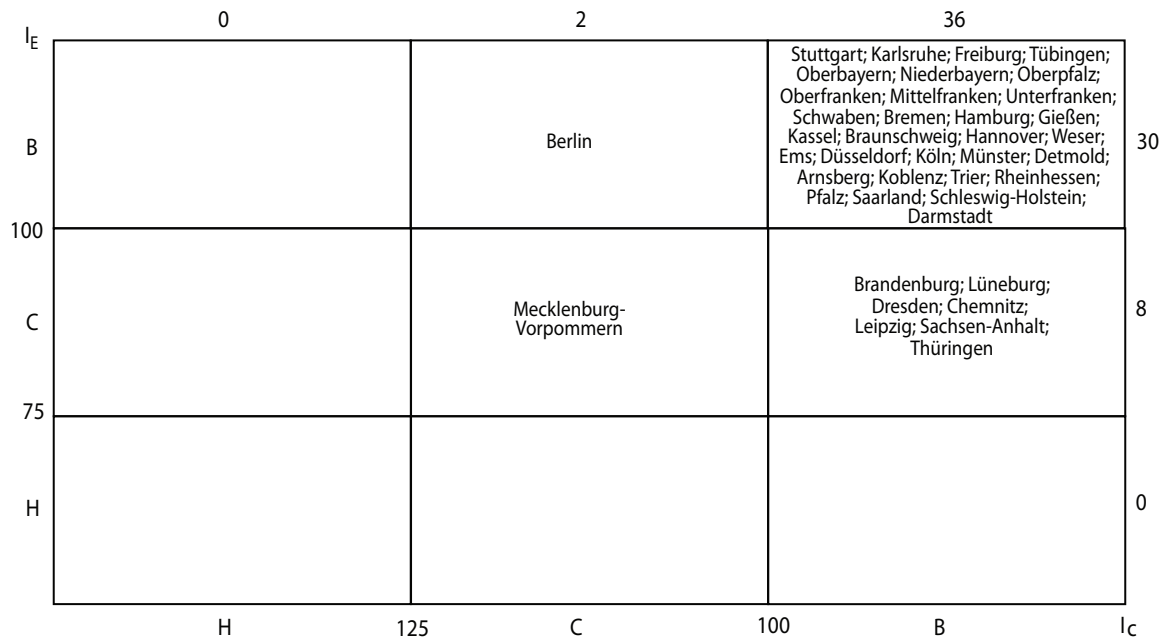 0 2 36
I_E
Stuttgart; Karlsruhe; Freiburg; Tübingen;
Oberbayern; Niederbayern; Oberpfalz;
Oberfranken; Mittelfranken; Unterfranken;
Schwaben; Bremen; Hamburg; Gießen;
Kassel; Braunschweig; Hannover; Weser;
Ems; Düsseldorf; Köln; Münster; Detmold;
Arnsberg; Koblenz; Trier; Rheinhessen;
Pfalz; Saarland; Schleswig-Holstein;
Darmstadt
B
Berlin
30
100
Brandenburg; Lüneburg;
Dresden; Chemnitz;
Leipzig; Sachsen-Anhalt;
Thüringen
C
Mecklenburg-
Vorpommern
8
75
H
0
H 125 C 100 B I_C